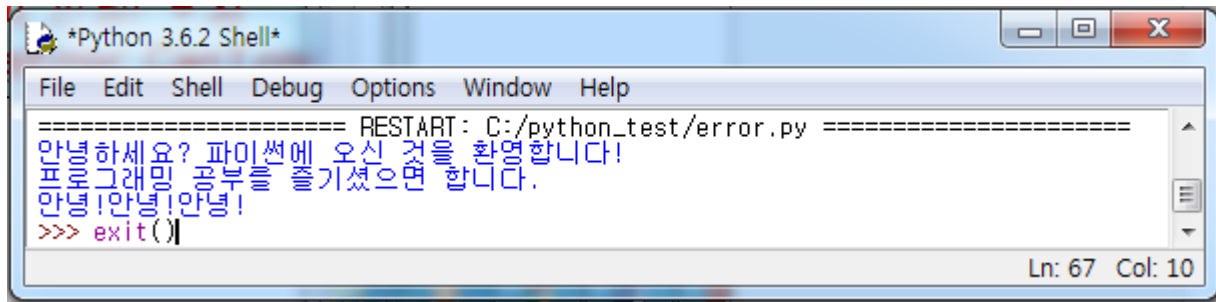 *Python 3.6.2 Shell*
File Edit Shell Debug Options Window Help
====================== RESTART: C:/python_test/error.py ======================
안녕하세요? 파이썬에 오신 것을 환영합니다!
프로그래밍 공부를 즐기셨으면 합니다.
안녕!안녕!안녕!
>>> exit()
Ln: 67 Col: 10